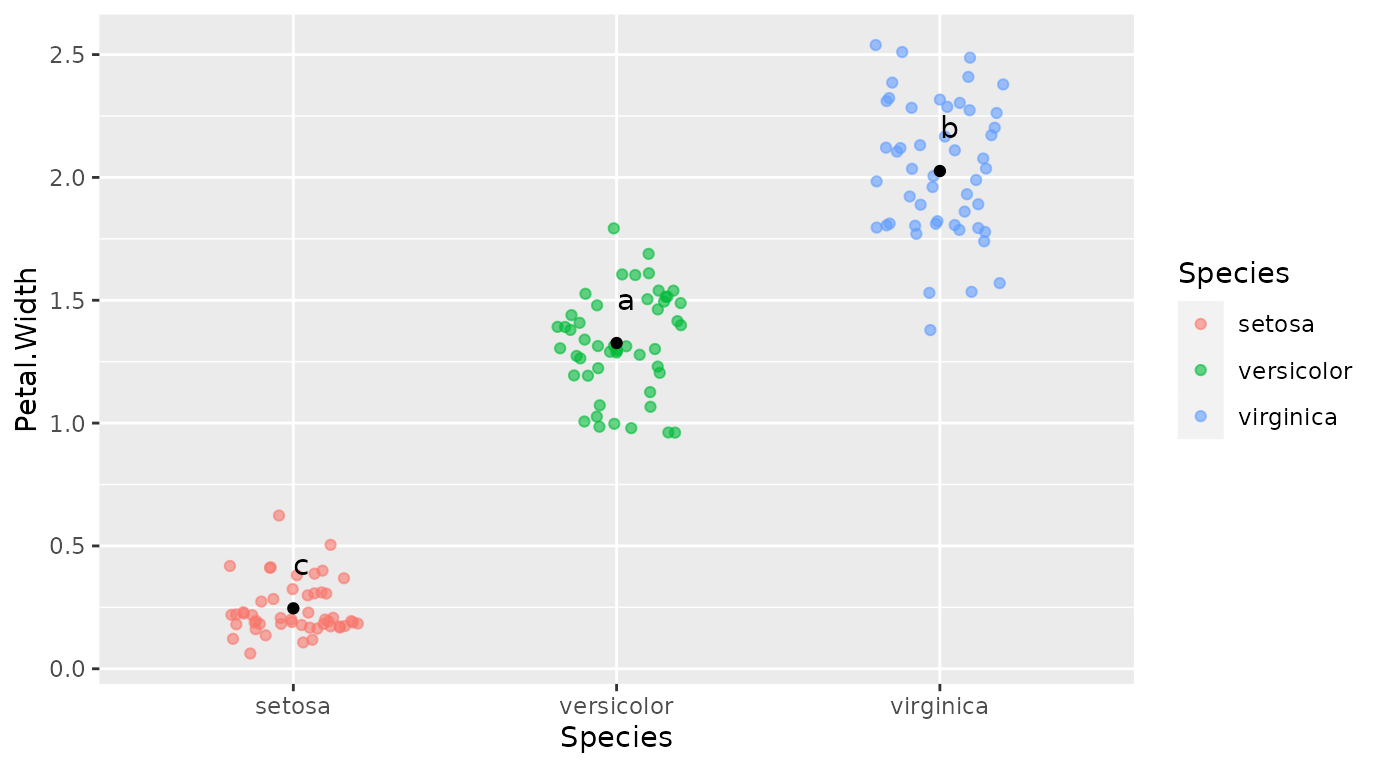 2.5
2.0
1.5
1.0
0.5
0.0
Petal.Width
b
a
c
setosa versicolor virginica
Species
Species
setosa
versicolor
virginica